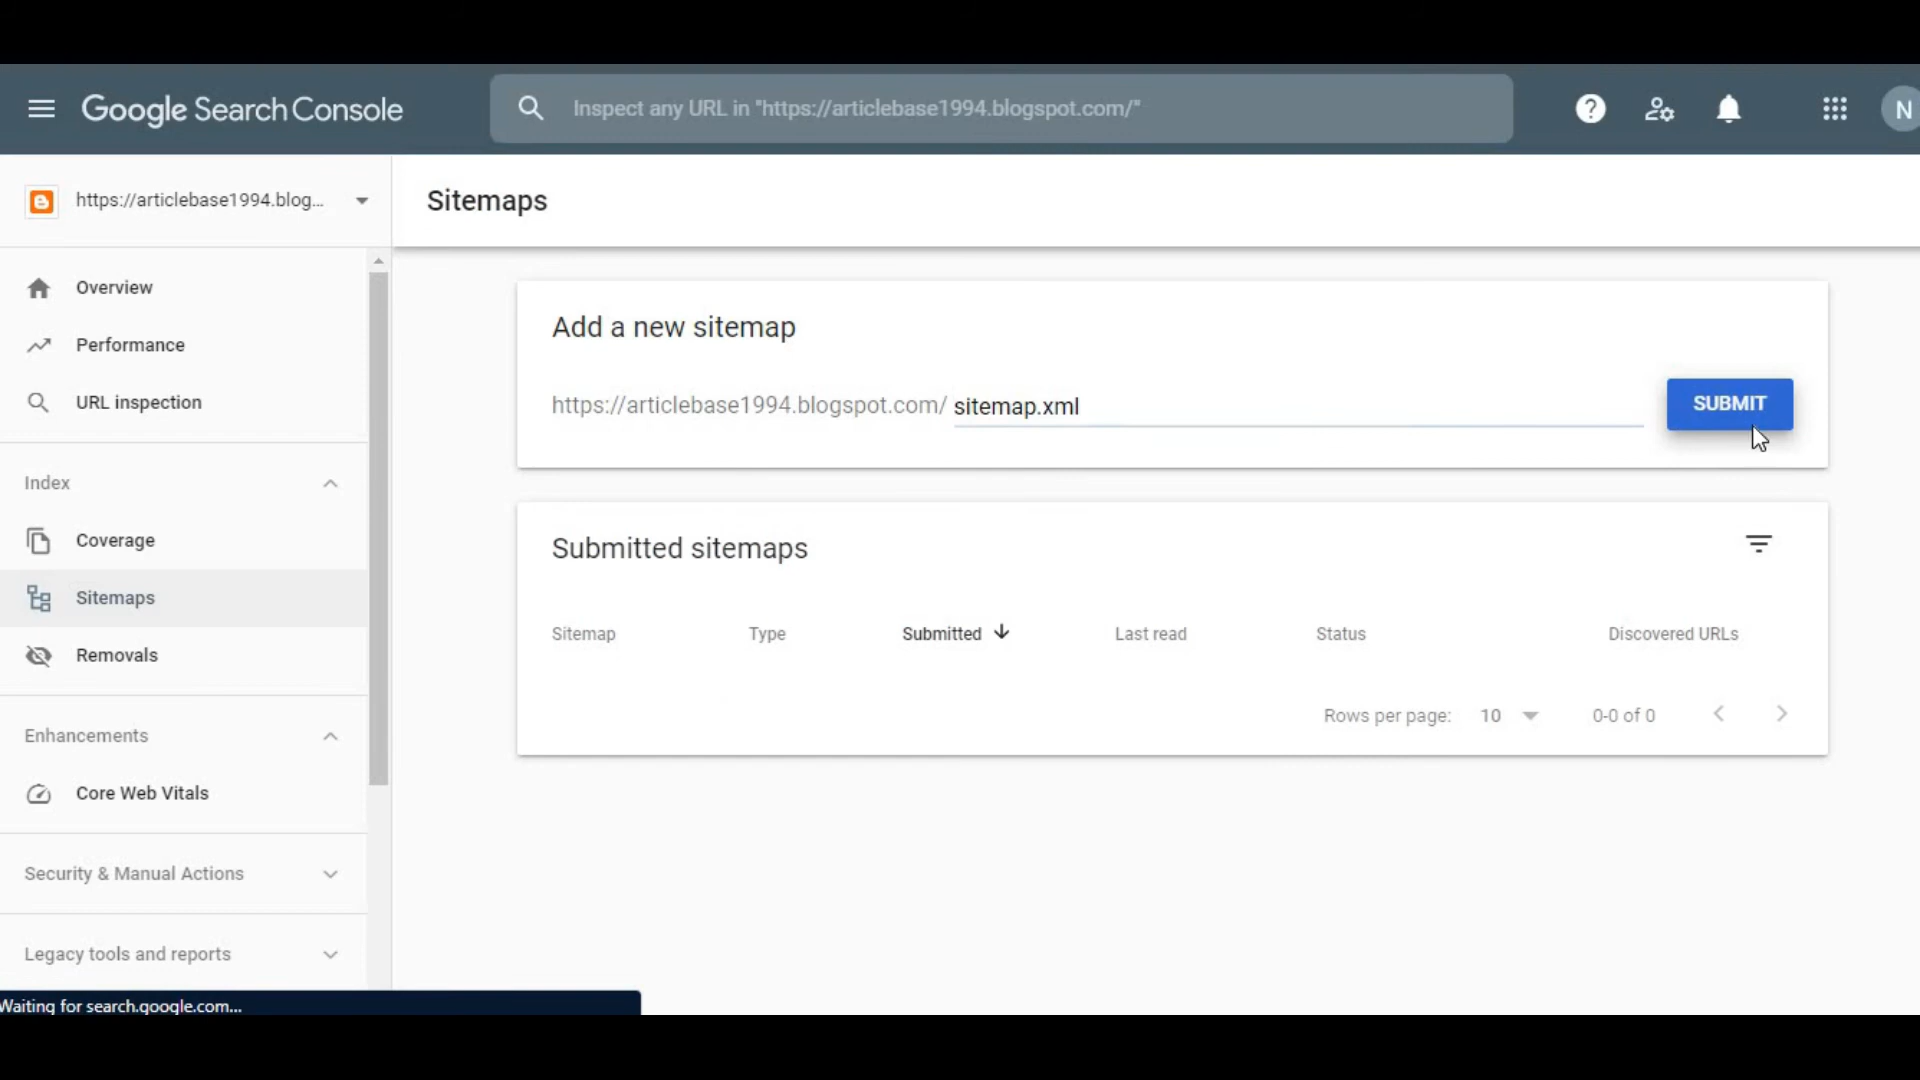 Google Search Console
Inspect any URL in "https://articlebase1994.blogspot.com/"
N
https://articlebase1994.blog...
Sitemaps
Overview
Performance
URL inspection
Index
Coverage
Sitemaps
Removals
Enhancements
Core Web Vitals
Security & Manual Actions
Legacy tools and reports
Add a new sitemap
https://articlebase1994.blogspot.com/ sitemap.xml
SUBMIT
Submitted sitemaps
Sitemap Type Submitted Last read Status Discovered URLs
Rows per page: 10 0-0 of 0
Waiting for search.google.com...